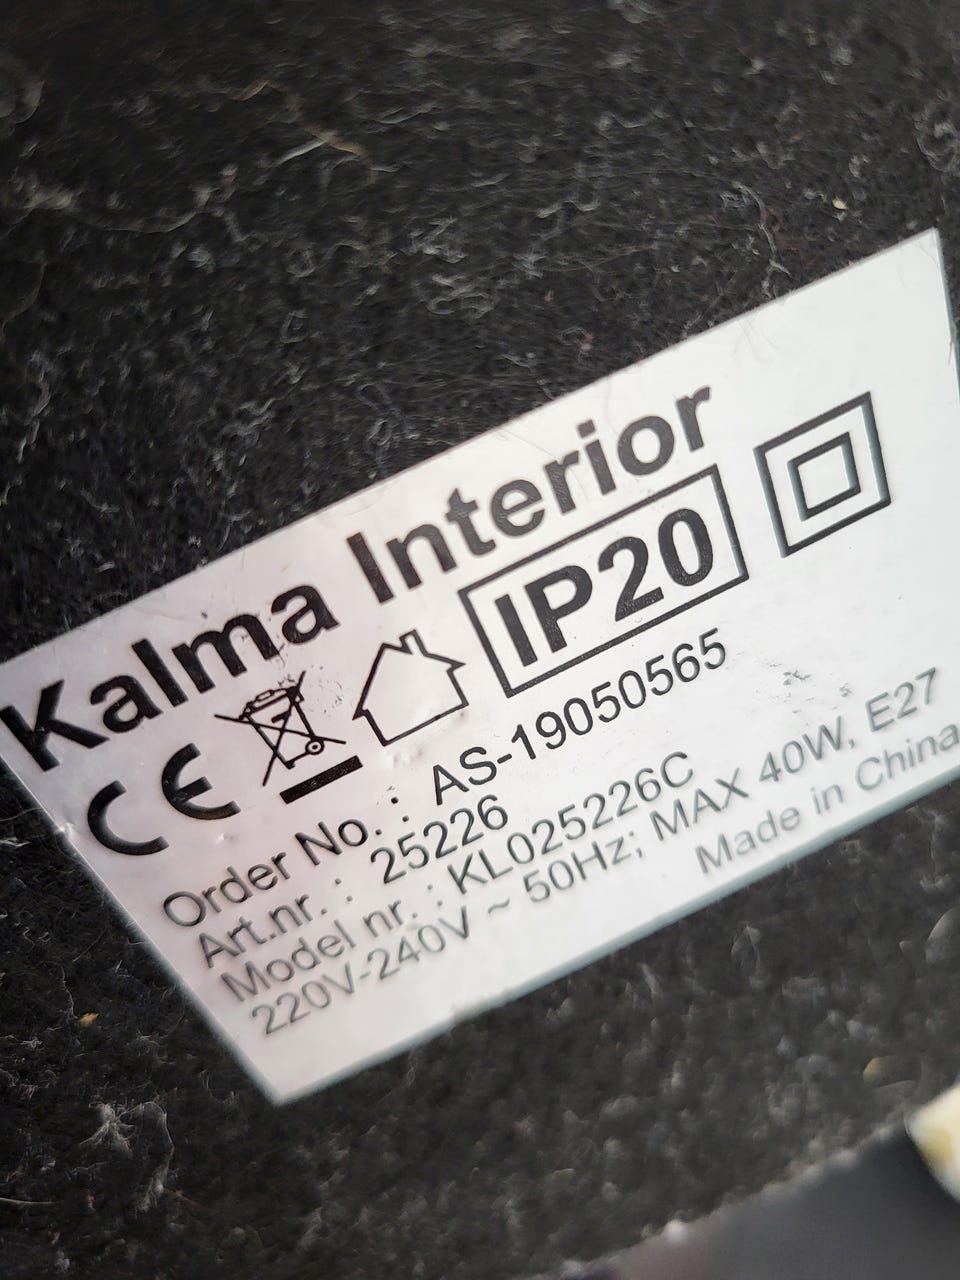 Kalma Interior
CE IP20
Order No. : AS-19050565
Art.nr. : 25226
Model nr. : KL025226C
220V-240V ~ 50Hz; MAX 40W, E27
Made in China